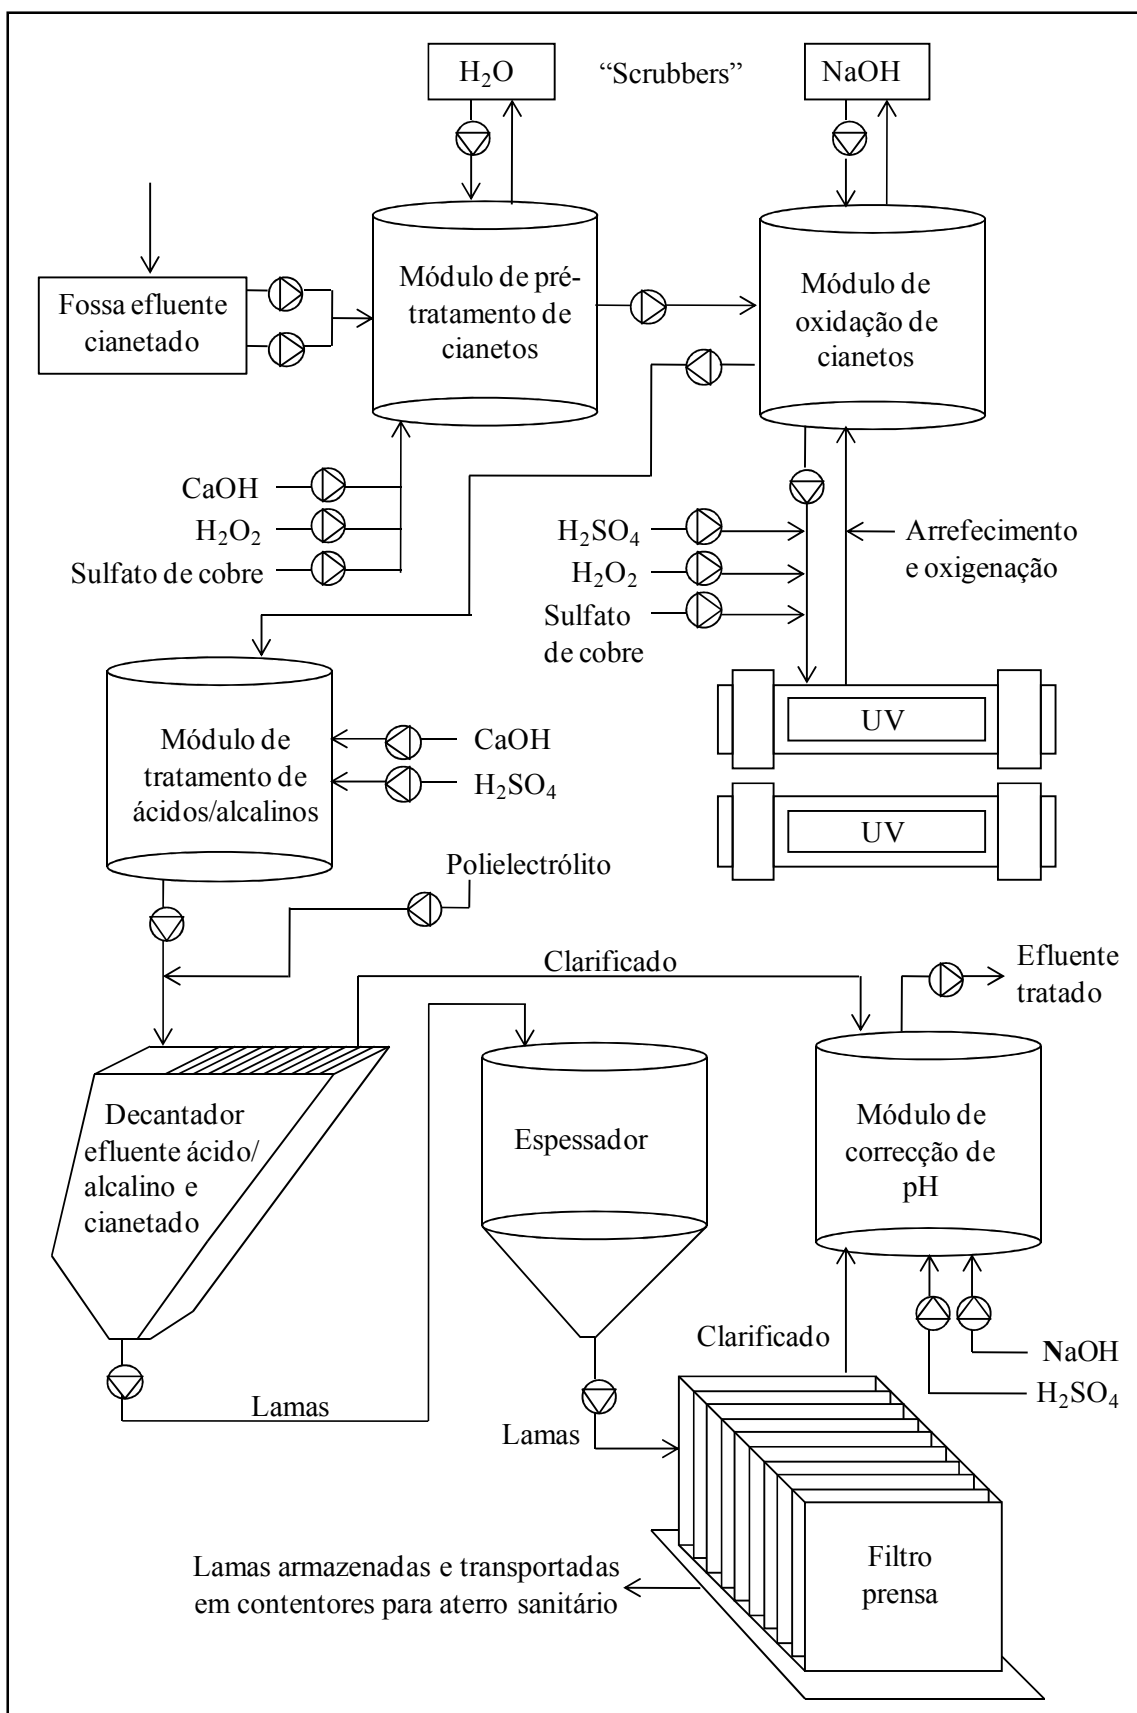 H₂O
“Scrubbers”
NaOH
Fossa efluente
cianetado
Módulo de pré-
tratamento de
cianetos
Módulo de
oxidação de
cianetos
CaOH
H₂O₂
Sulfato de cobre
H₂SO₄
H₂O₂
Sulfato
de cobre
Arrefecimento
e oxigenação
UV
UV
Módulo de
tratamento de
ácidos/alcalinos
CaOH
H₂SO₄
Polielectrólito
Clarificado
Efluente
tratado
Decantador
efluente ácido/
alcalino e
cianetado
Espessador
Módulo de
correcção de
pH
Clarificado
NaOH
H₂SO₄
Lamas
Lamas
Filtro
prensa
Lamas armazenadas e transportadas
em contentores para aterro sanitário